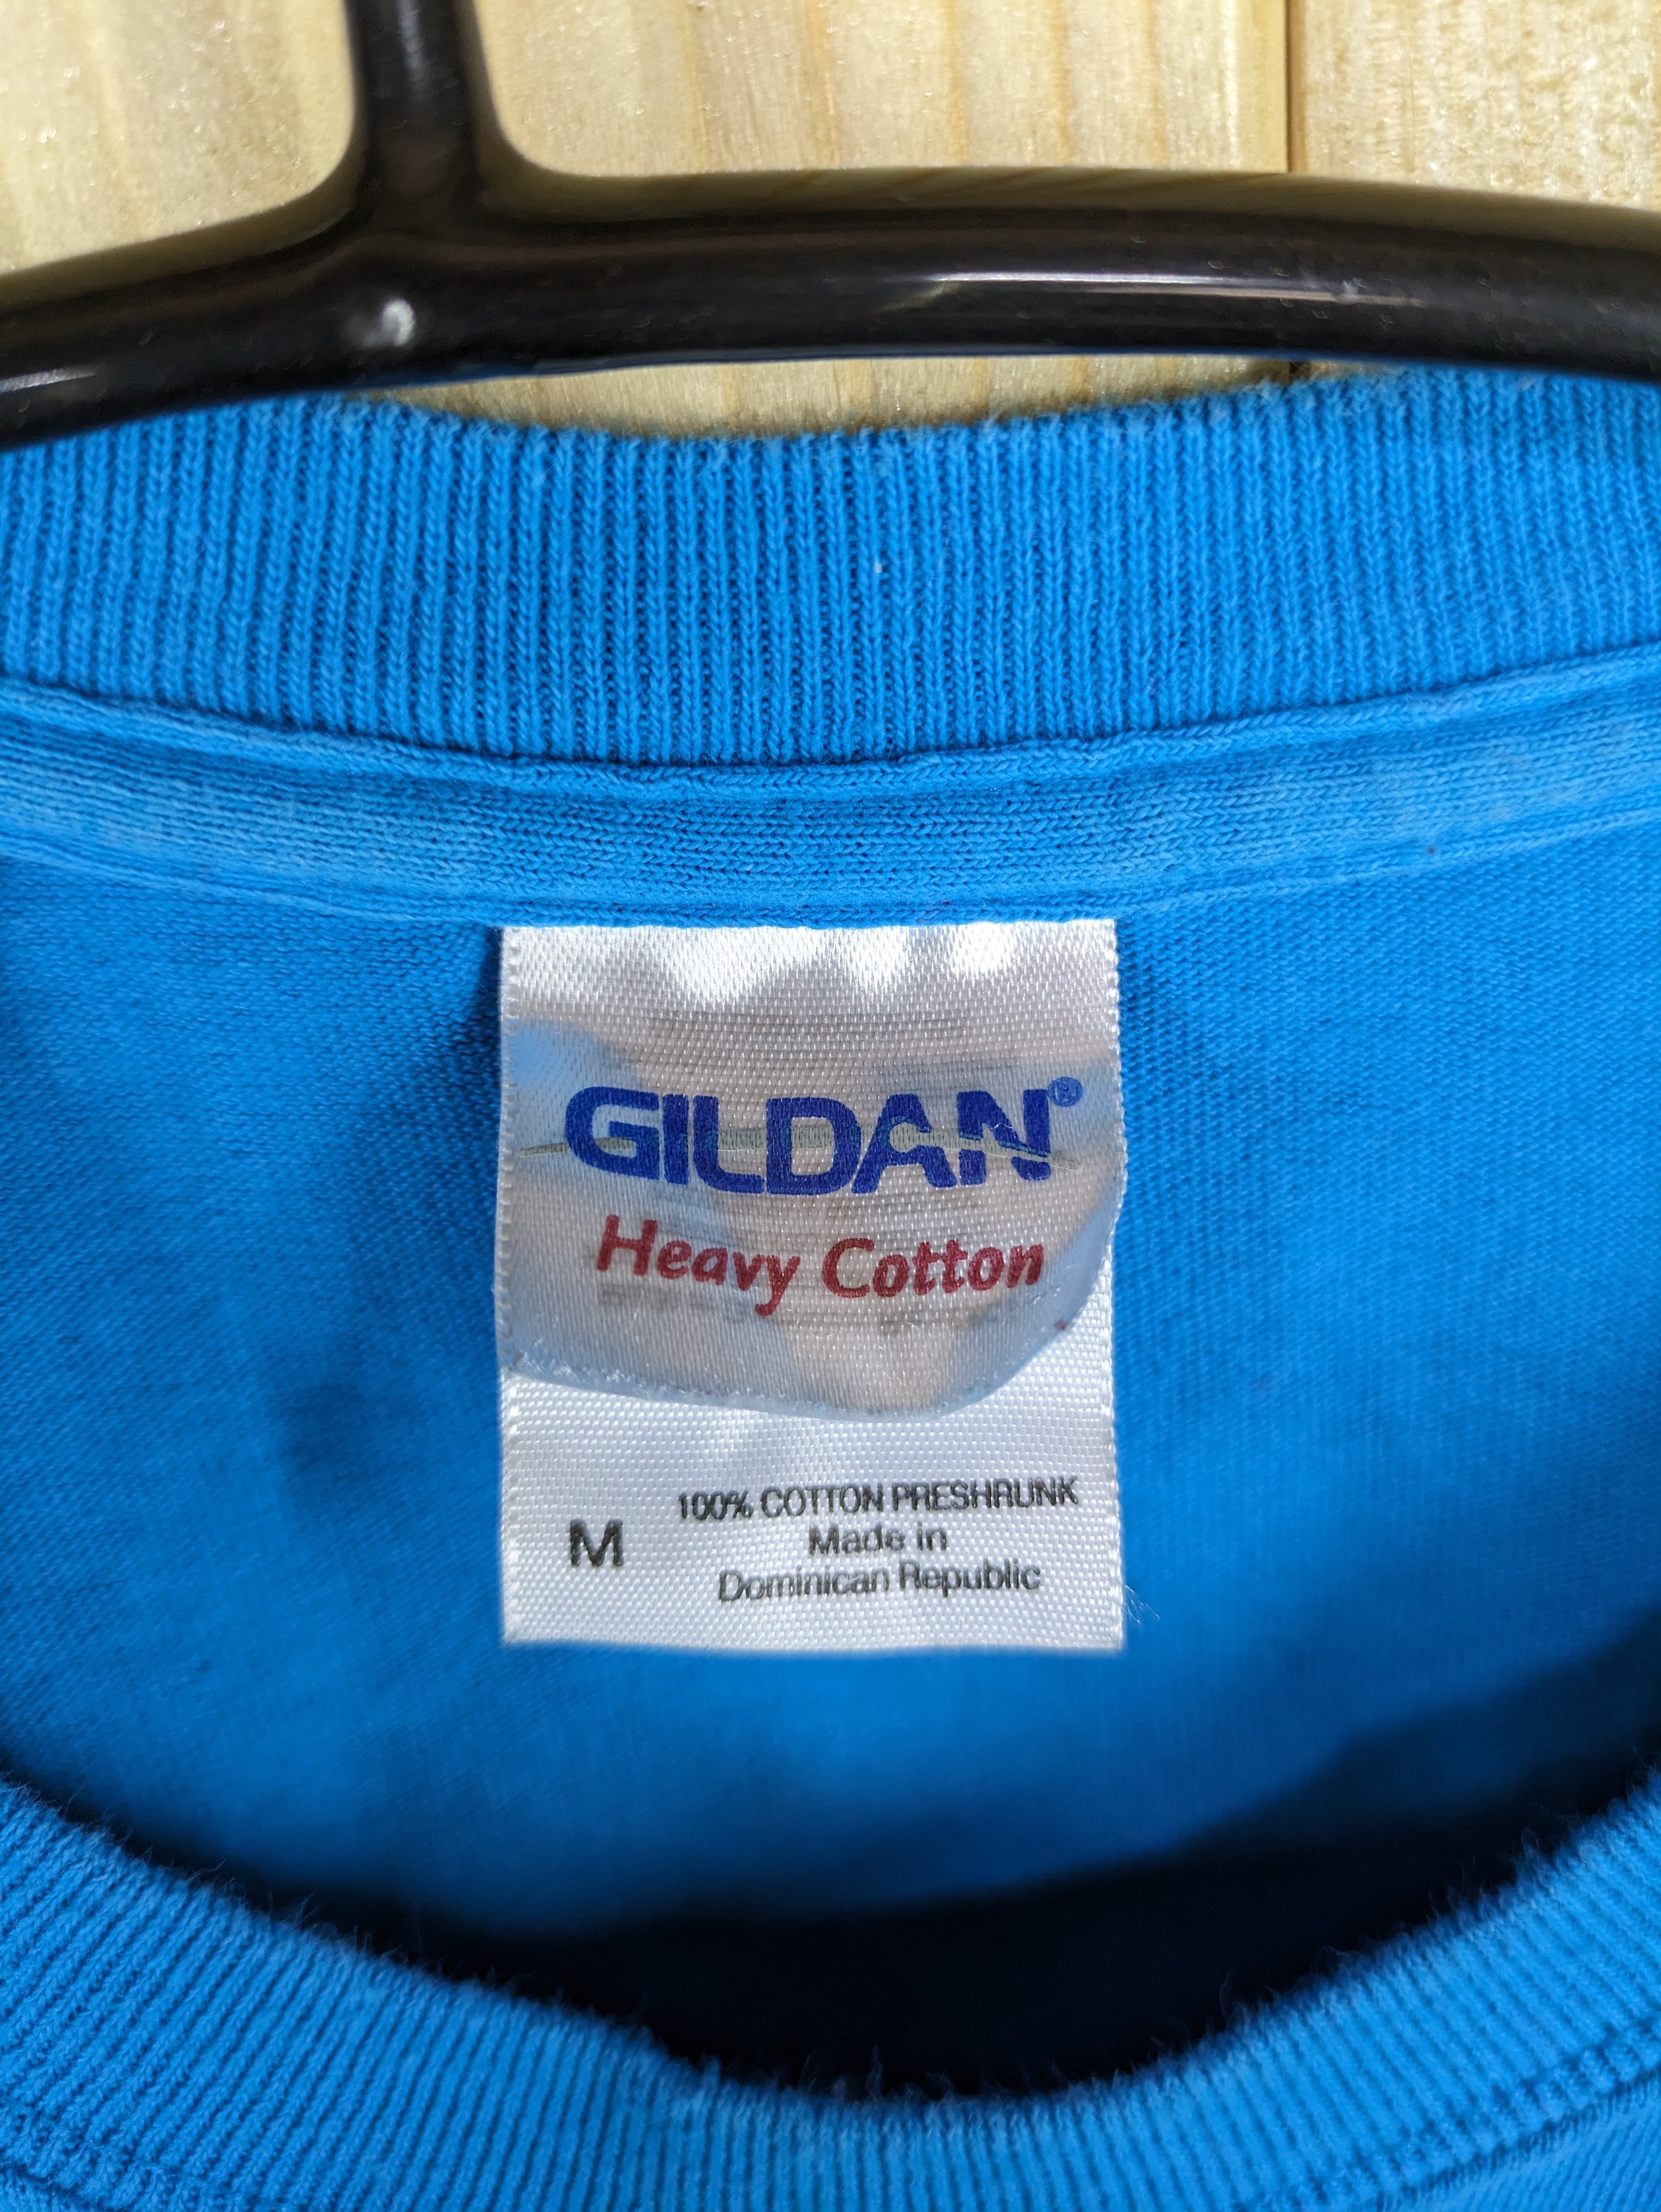 GILDAN®
Heavy Cotton
100% COTTON PRESHRUNK
M
Made in
Dominican Republic